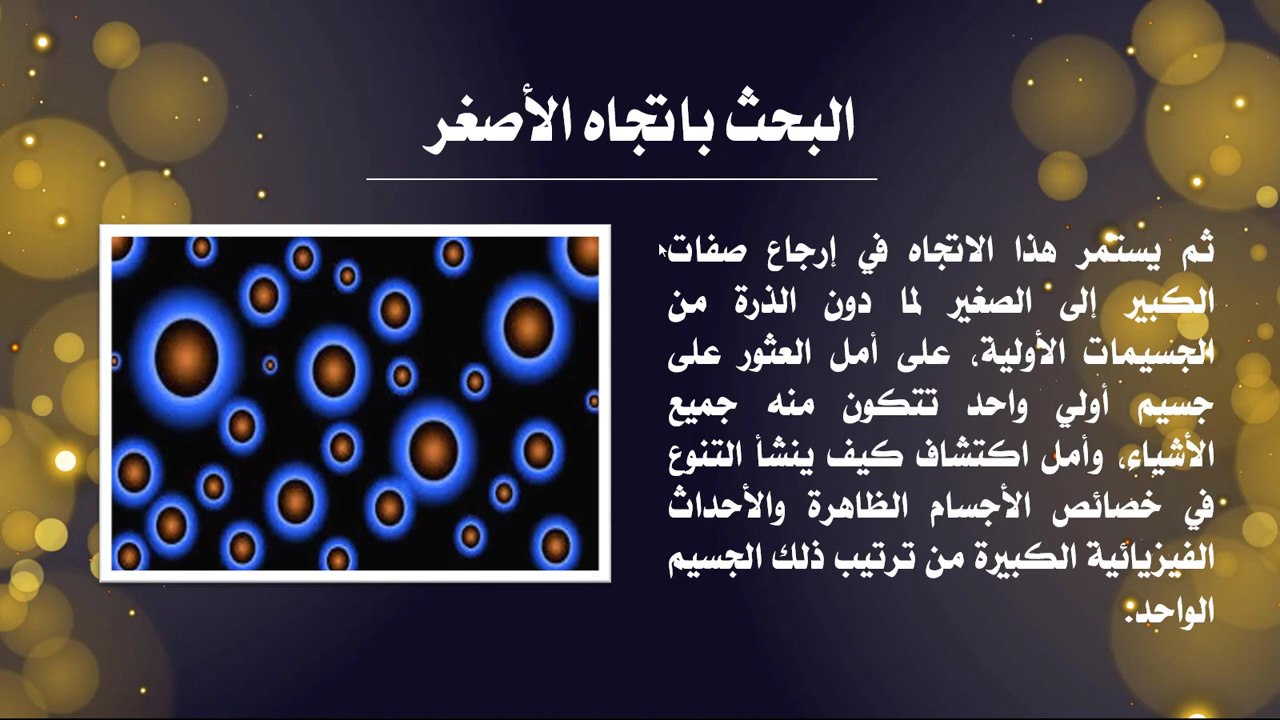 البحث باتجاه الأصغر
ثم يستمر هذا الاتجاه في إرجاع صفات
الكبير إلى الصغير لما دون الذرة من
الجسيمات الأولية، على أمل العثور على
جسيم أولي واحد تتكون منه جميع
الأشياء، وأمل اكتشاف كيف ينشأ التنوع
في خصائص الأجسام الظاهرة والأحداث
الفيزيائية الكبيرة من ترتيب ذلك الجسيم
الواحد.